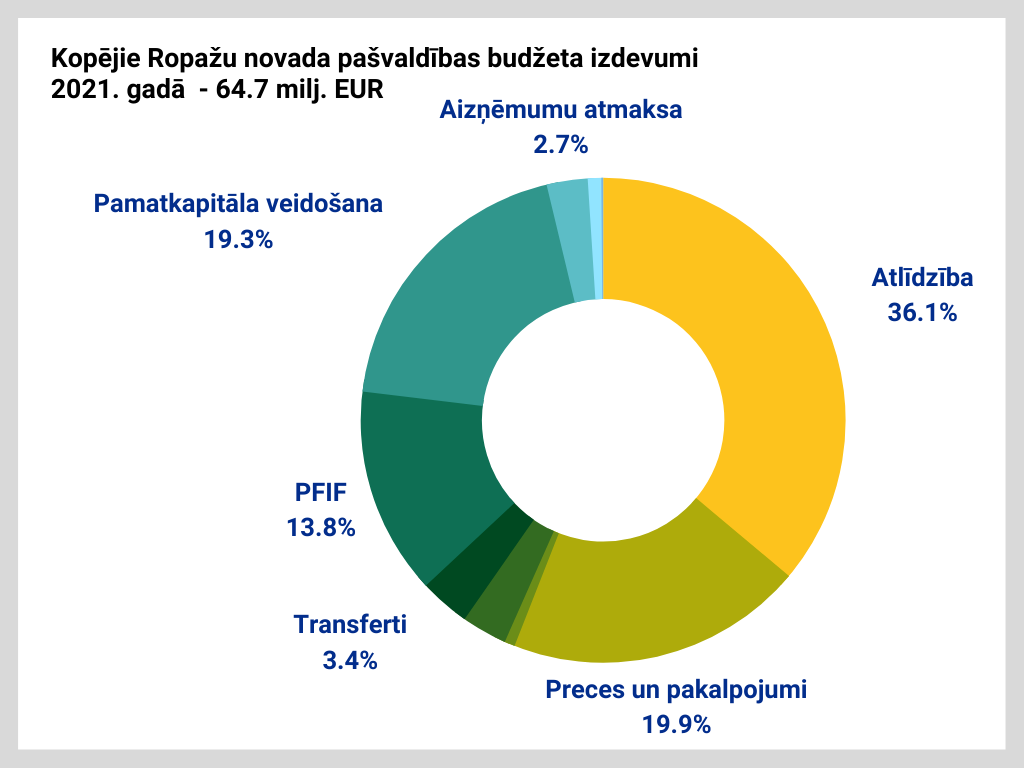 Kopējie Ropažu novada pašvaldības budžeta izdevumi
2021. gadā  - 64.7 milj. EUR
Aizņēmumu atmaksa
2.7%
Pamatkapitāla veidošana
19.3%
Atlīdzība
36.1%
PFIF
13.8%
Transferti
3.4%
Preces un pakalpojumi
19.9%